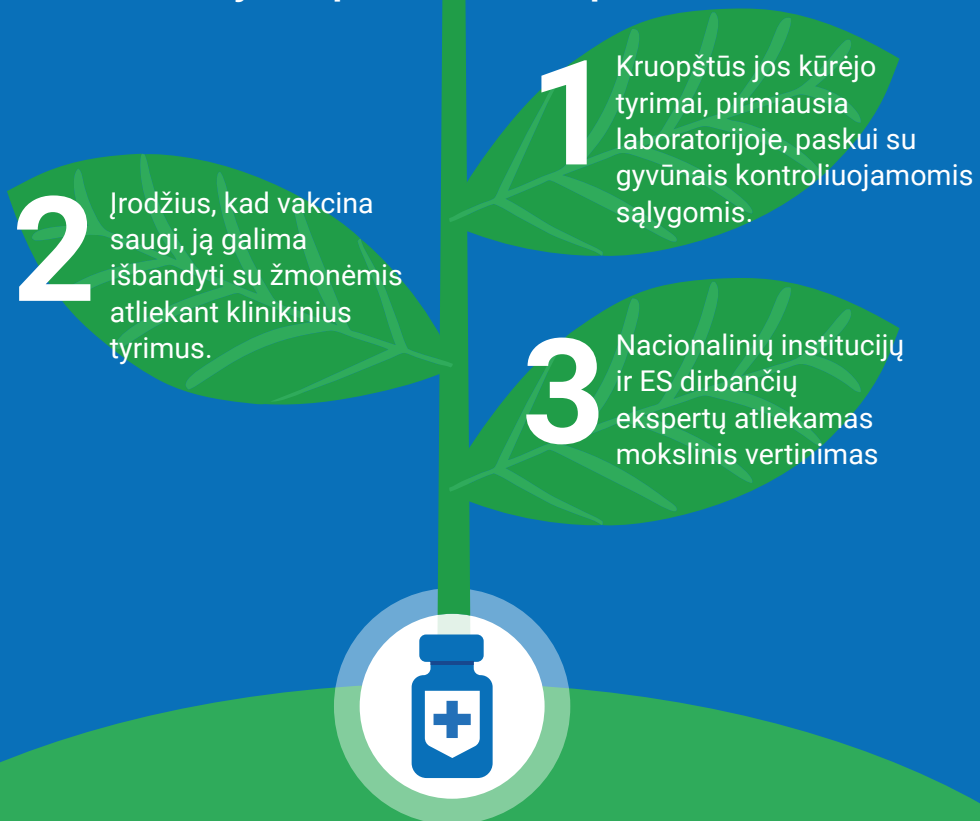 1
Kruopštūs jos kūrėjo
tyrimai, pirmiausia
laboratorijoje, paskui su
gyvūnais kontroliuojamomis
sąlygomis.
2
Įrodžius, kad vakcina
saugi, ją galima
išbandyti su žmonėmis
atliekant klinikinius
tyrimus.
3
Nacionalinių institucijų
ir ES dirbančių
ekspertų atliekamas
mokslinis vertinimas